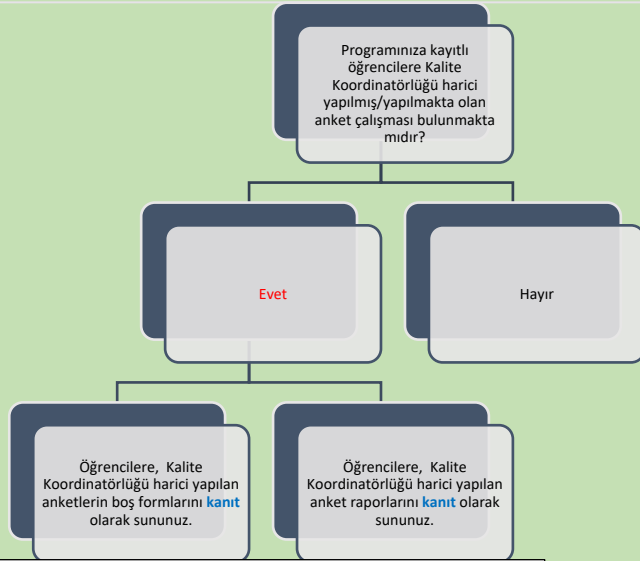 Programınıza kayıtlı
öğrencilere Kalite
Koordinatörlüğü harici
yapılmış/yapılmakta olan
anket çalışması bulunmakta
mıdır?
Evet
Hayır
Öğrencilere, Kalite
Koordinatörlüğü harici yapılan
anketlerin boş formlarını kanıt
olarak sununuz.
Öğrencilere, Kalite
Koordinatörlüğü harici yapılan
anket raporlarını kanıt olarak
sununuz.